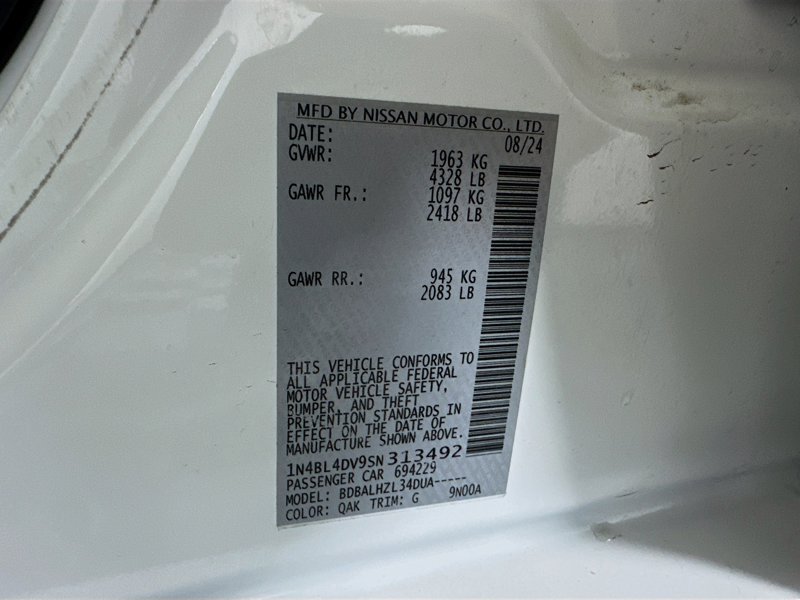 MFD BY NISSAN MOTOR CO., LTD.
DATE: 08/24
GVWR: 1963 KG
4328 LB
GAWR FR.: 1097 KG
2418 LB
GAWR RR.: 945 KG
2083 LB
THIS VEHICLE CONFORMS TO
ALL APPLICABLE FEDERAL
MOTOR VEHICLE SAFETY,
BUMPER, AND THEFT
PREVENTION STANDARDS IN
EFFECT ON THE DATE OF
MANUFACTURE SHOWN ABOVE.
1N4BL4DV9SN313492
PASSENGER CAR 694229
MODEL: BDBALHZL34DUA-----
COLOR: QAK TRIM: G 9N00A